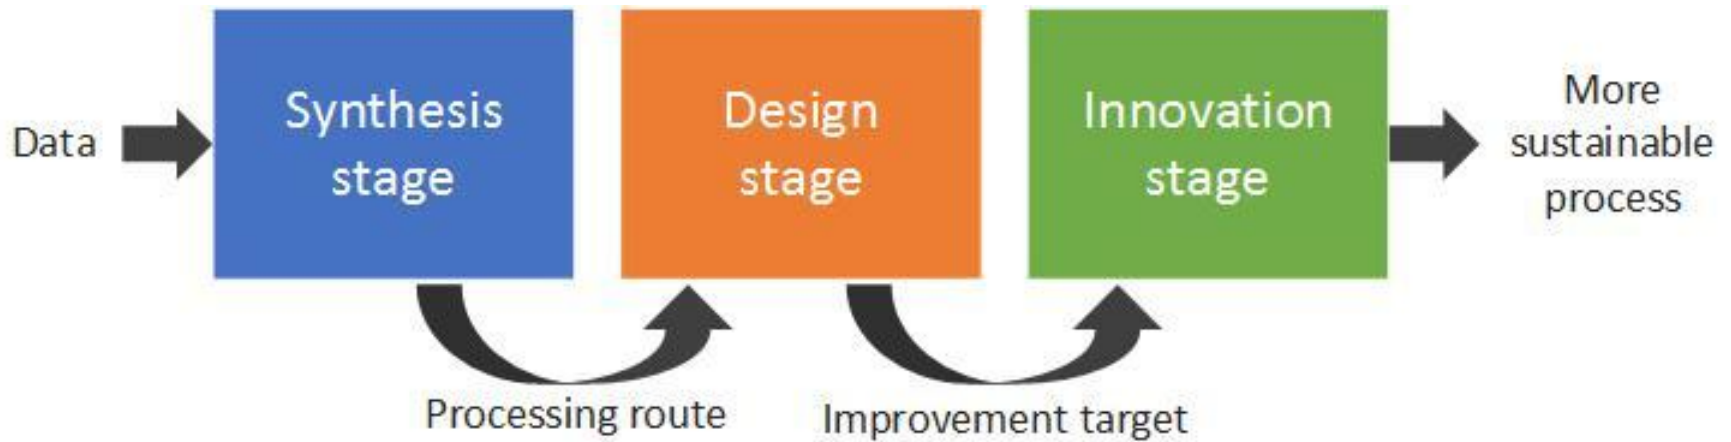 Data
Synthesis
stage
Design
stage
Innovation
stage
More
sustainable
process
Processing route
Improvement target